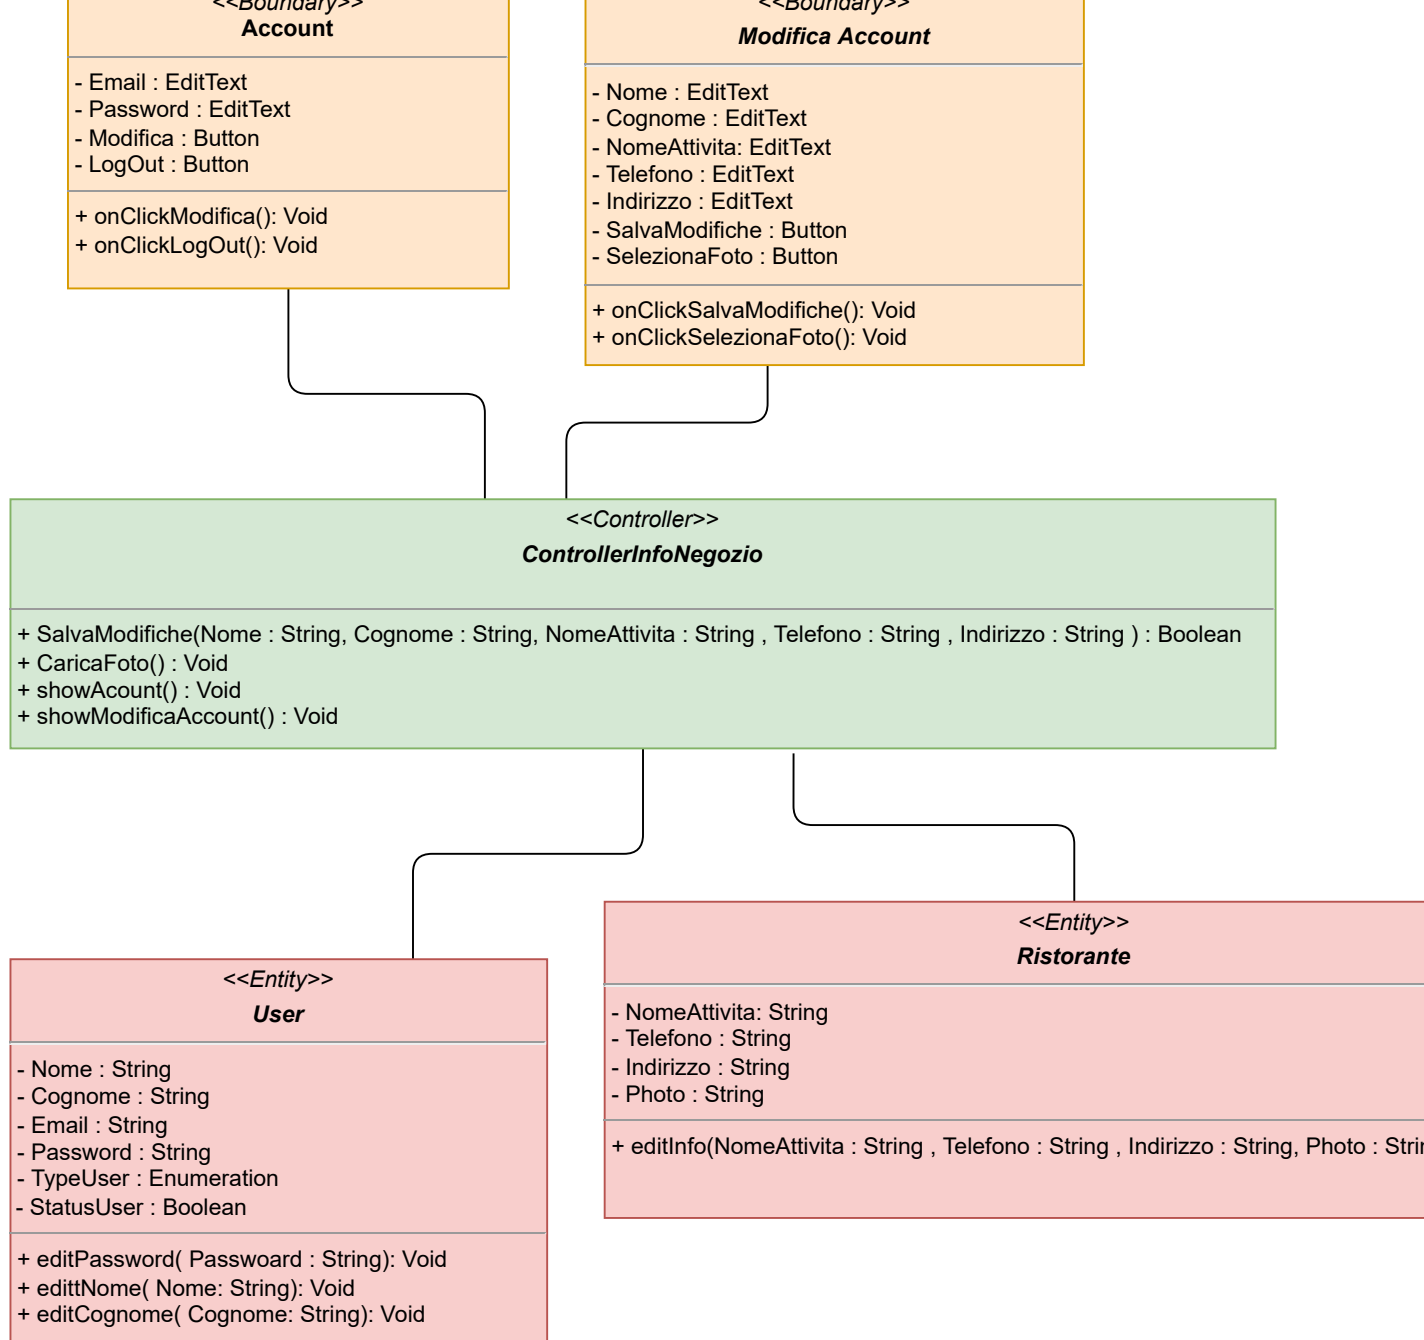 <<Boundary>>
Account
- Email : EditText
- Password : EditText
- Modifica : Button
- LogOut : Button
+ onClickModifica(): Void
+ onClickLogOut(): Void
<<Boundary>>
Modifica Account
- Nome : EditText
- Cognome : EditText
- NomeAttivita: EditText
- Telefono : EditText
- Indirizzo : EditText
- SalvaModifiche : Button
- SelezionaFoto : Button
+ onClickSalvaModifiche(): Void
+ onClickSelezionaFoto(): Void
<<Controller>>
ControllerInfoNegozio
+ SalvaModifiche(Nome : String, Cognome : String, NomeAttivita : String , Telefono : String , Indirizzo : String ) : Boolean
+ CaricaFoto() : Void
+ showAcount() : Void
+ showModificaAccount() : Void
<<Entity>>
User
- Nome : String
- Cognome : String
- Email : String
- Password : String
- TypeUser : Enumeration
- StatusUser : Boolean
+ editPassword( Passwoard : String): Void
+ edittNome( Nome: String): Void
+ editCognome( Cognome: String): Void
<<Entity>>
Ristorante
- NomeAttivita: String
- Telefono : String
- Indirizzo : String
- Photo : String
+ editInfo(NomeAttivita : String , Telefono : String , Indirizzo : String, Photo :